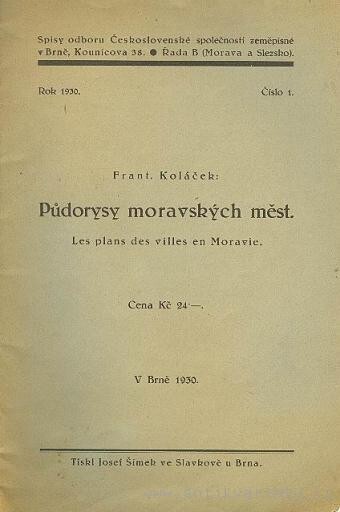 Spisy odboru Československé společnosti zeměpisné
v Brně, Kounicova 38. ● Řada B (Morava a Slezsko).
Rok 1930. Číslo 1.
Frant. Koláček:
Půdorysy moravských měst.
Les plans des villes en Moravie.
Cena Kč 24·—.
V Brně 1930.
Tiskl Josef Šimek ve Slavkově u Brna.